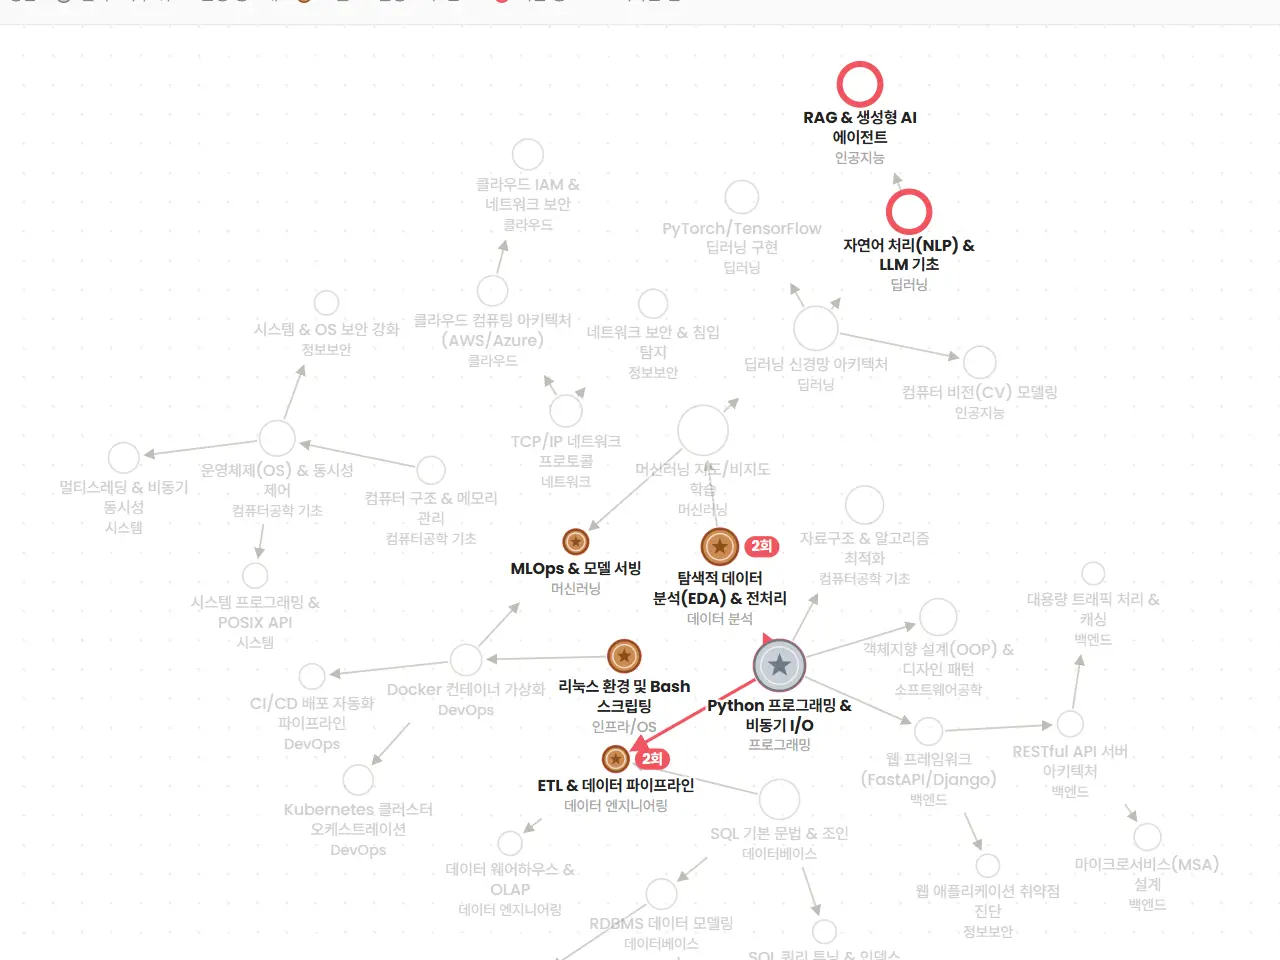 RAG & 생성형 AI
에이전트
인공지능
클라우드 IAM &
네트워크 보안
클라우드
PyTorch/TensorFlow
딥러닝 구현
딥러닝
자연어 처리(NLP) &
LLM 기초
딥러닝
시스템 & OS 보안 강화
정보보안
클라우드 컴퓨팅 아키텍처
(AWS/Azure)
클라우드
네트워크 보안 & 침입
탐지
정보보안
딥러닝 신경망 아키텍처
딥러닝
컴퓨터 비전(CV) 모델링
인공지능
TCP/IP 네트워크
프로토콜
네트워크
머신러닝 지도/비지도
학습
머신러닝
운영체제(OS) & 동시성
제어
컴퓨터공학 기초
멀티스레딩 & 비동기
동시성
시스템
컴퓨터 구조 & 메모리
관리
컴퓨터공학 기초
MLOps & 모델 서빙
머신러닝
2회
탐색적 데이터
분석(EDA) & 전처리
데이터 분석
자료구조 & 알고리즘
최적화
컴퓨터공학 기초
시스템 프로그래밍 &
POSIX API
시스템
대용량 트래픽 처리 &
캐싱
백엔드
객체지향 설계(OOP) &
디자인 패턴
소프트웨어공학
CI/CD 배포 자동화
파이프라인
DevOps
Docker 컨테이너 가상화
DevOps
리눅스 환경 및 Bash
스크립팅
인프라/OS
Python 프로그래밍 &
비동기 I/O
프로그래밍
2회
ETL & 데이터 파이프라인
데이터 엔지니어링
웹 프레임워크
(FastAPI/Django)
백엔드
RESTful API 서버
아키텍처
백엔드
Kubernetes 클러스터
오케스트레이션
DevOps
SQL 기본 문법 & 조인
데이터베이스
데이터 웨어하우스 &
OLAP
데이터 엔지니어링
마이크로서비스(MSA)
설계
백엔드
웹 애플리케이션 취약점
진단
정보보안
RDBMS 데이터 모델링
데이터베이스
SQL 쿼리 튜닝 & 인덱스